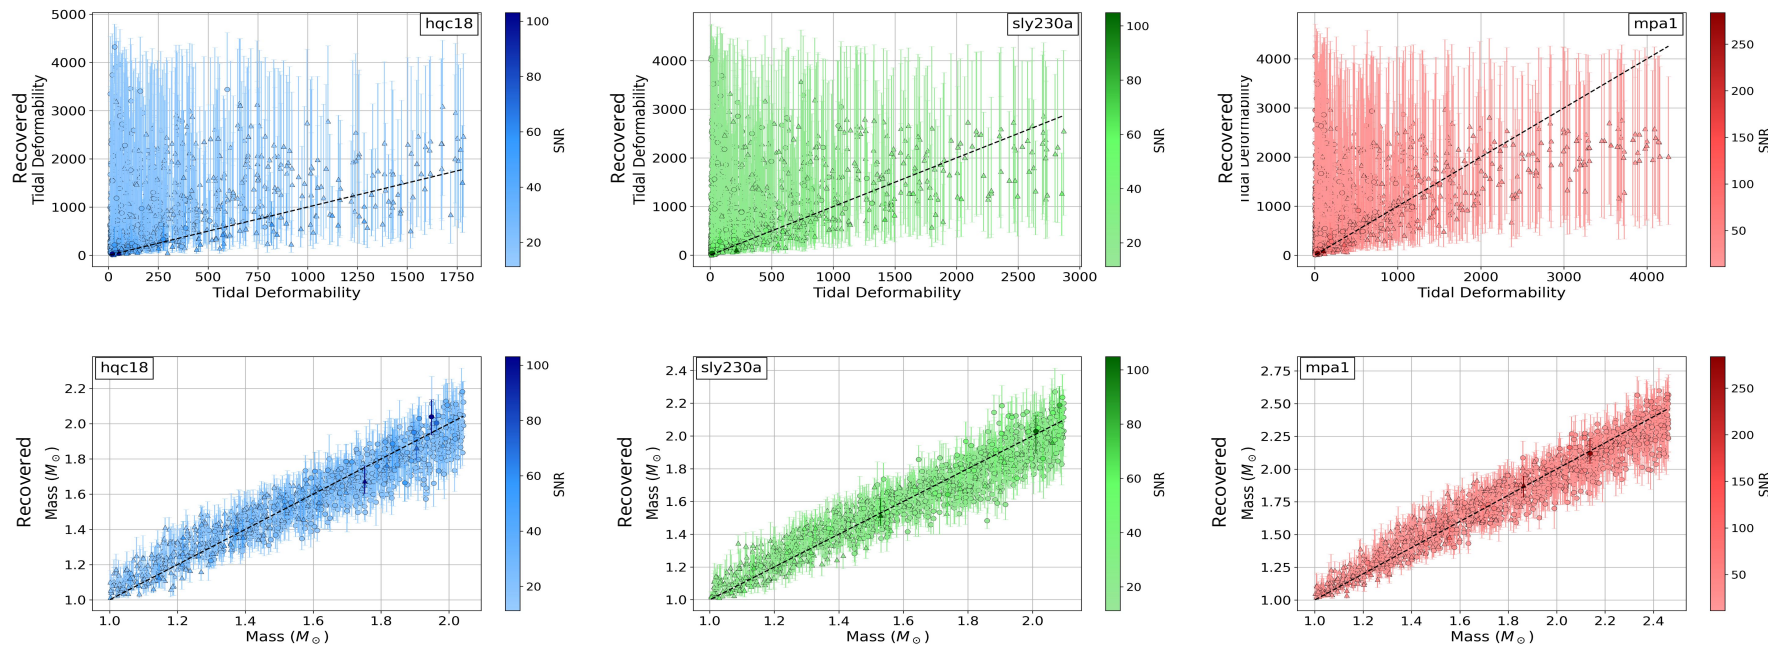 hqc18
Recovered
Tidal Deformability
5000
4000
3000
2000
1000
0
0 250 500 750 1000 1250 1500 1750
Tidal Deformability
100
80
60
40
20
SNR
sly230a
Recovered
Tidal Deformability
4000
3000
2000
1000
0
0 500 1000 1500 2000 2500 3000
Tidal Deformability
100
80
60
40
20
SNR
mpa1
Recovered
Tidal Deformability
4000
3000
2000
1000
0
0 1000 2000 3000 4000
Tidal Deformability
250
200
150
100
50
SNR
hqc18
Recovered
Mass (M⊙)
2.2
2.0
1.8
1.6
1.4
1.2
1.0
1.0 1.2 1.4 1.6 1.8 2.0
Mass (M⊙)
100
80
60
40
20
SNR
sly230a
Recovered
Mass (M⊙)
2.4
2.2
2.0
1.8
1.6
1.4
1.2
1.0
1.0 1.2 1.4 1.6 1.8 2.0
Mass (M⊙)
100
80
60
40
20
SNR
mpa1
Recovered
Mass (M⊙)
2.75
2.50
2.25
2.00
1.75
1.50
1.25
1.00
1.0 1.2 1.4 1.6 1.8 2.0 2.2 2.4
Mass (M⊙)
250
200
150
100
50
SNR